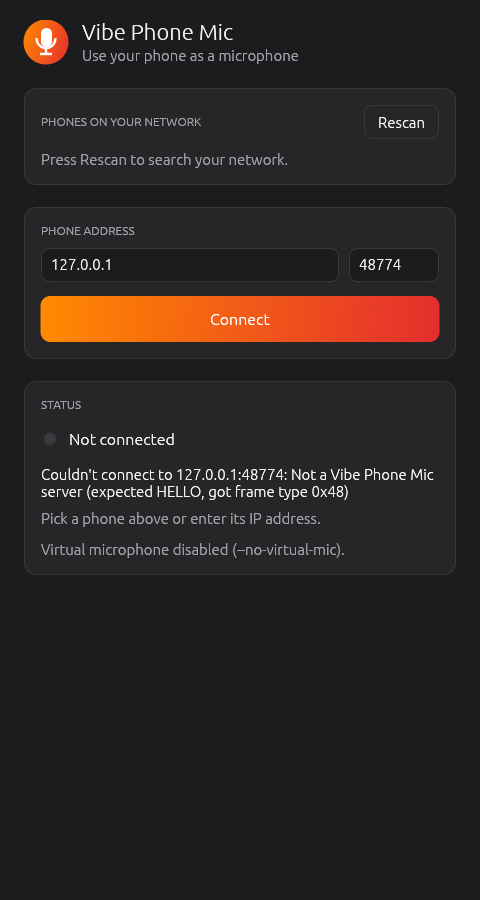 Vibe Phone Mic
Use your phone as a microphone
PHONES ON YOUR NETWORK
Rescan
Press Rescan to search your network.
PHONE ADDRESS
127.0.0.1
48774
Connect
STATUS
Not connected
Couldn't connect to 127.0.0.1:48774: Not a Vibe Phone Mic
server (expected HELLO, got frame type 0x48)
Pick a phone above or enter its IP address.
Virtual microphone disabled (--no-virtual-mic).